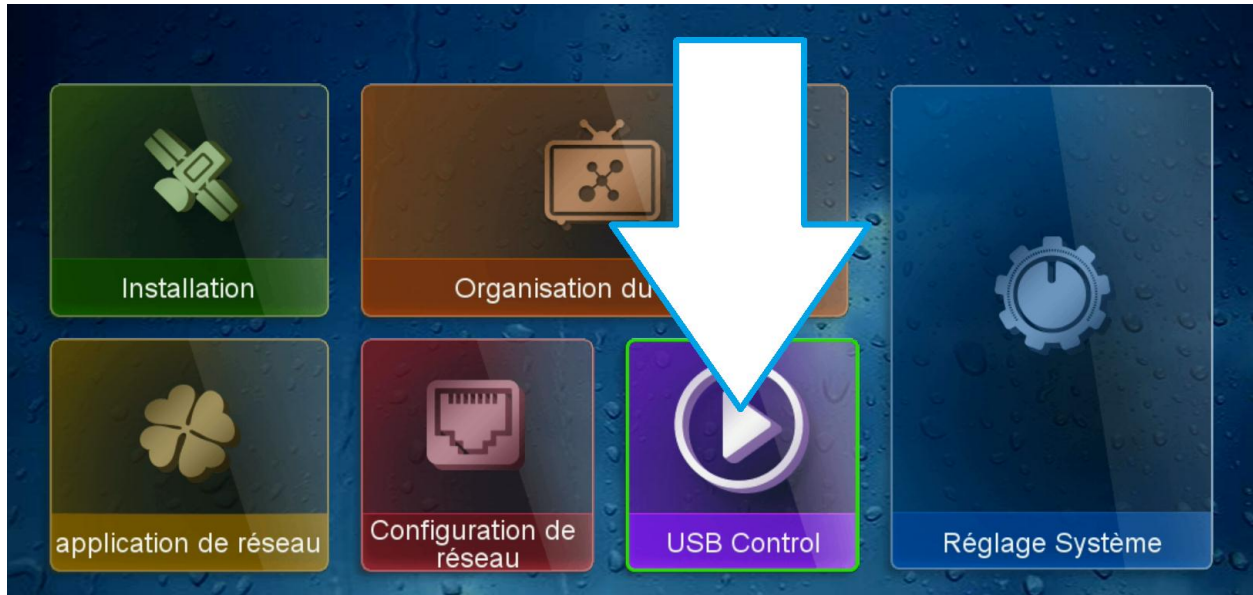 Installation
Organisation du
application de réseau
Configuration de
réseau
USB Control
Réglage Système